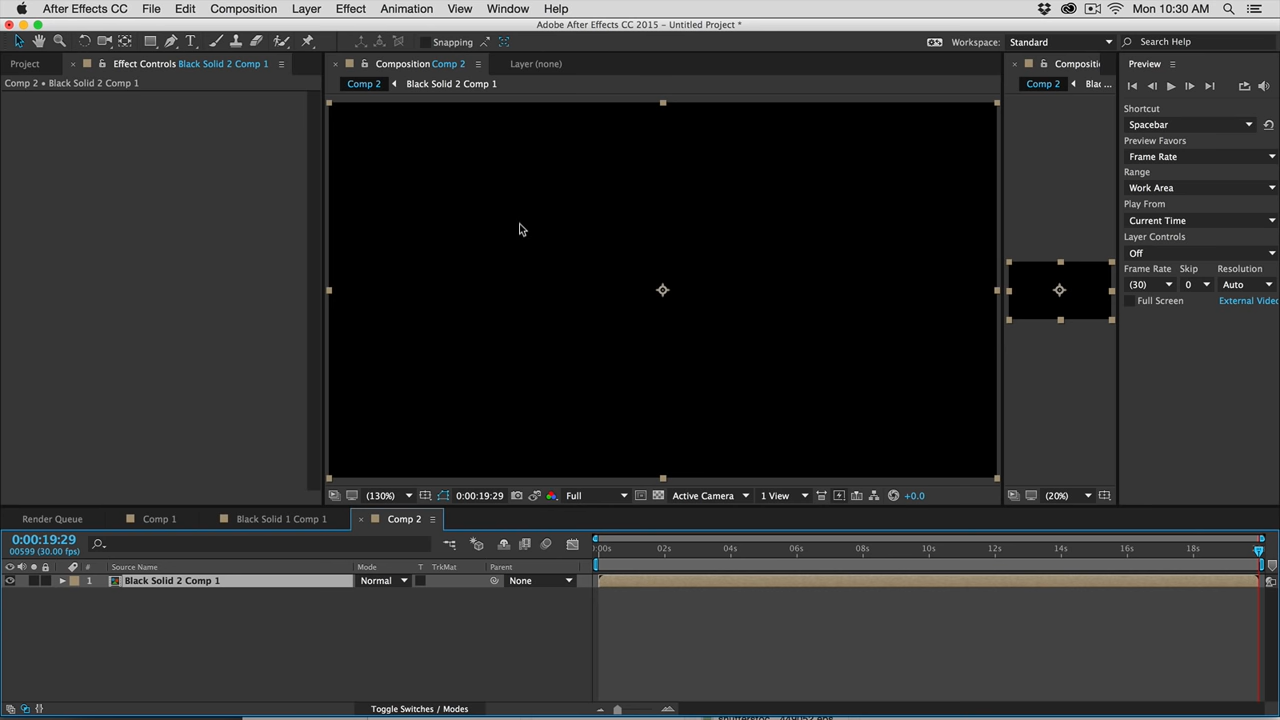 After Effects CC File Edit Composition Layer Effect Animation View Window Help Mon 10:30 AM
Adobe After Effects CC 2015 - Untitled Project *
Snapping Workspace: Standard Search Help
Project Effect Controls Black Solid 2 Comp 1 Composition Comp 2 Layer (none) Compositi Preview
Comp 2 • Black Solid 2 Comp 1 Comp 2 Black Solid 2 Comp 1 Comp 2 Blac ...
Shortcut
Spacebar
Preview Favors
Frame Rate
Range
Work Area
Play From
Current Time
Layer Controls
Off
Frame Rate Skip Resolution
(30) 0 Auto
Full Screen External Video
(130%) 0:00:19:29 Full Active Camera 1 View +0.0 (20%)
Render Queue Comp 1 Black Solid 1 Comp 1 Comp 2
0:00:19:29
00599 (30.00 fps)
:00s 02s 04s 06s 08s 10s 12s 14s 16s 18s
# Source Name Mode T TrkMat Parent
1 Black Solid 2 Comp 1 Normal None
Toggle Switches / Modes